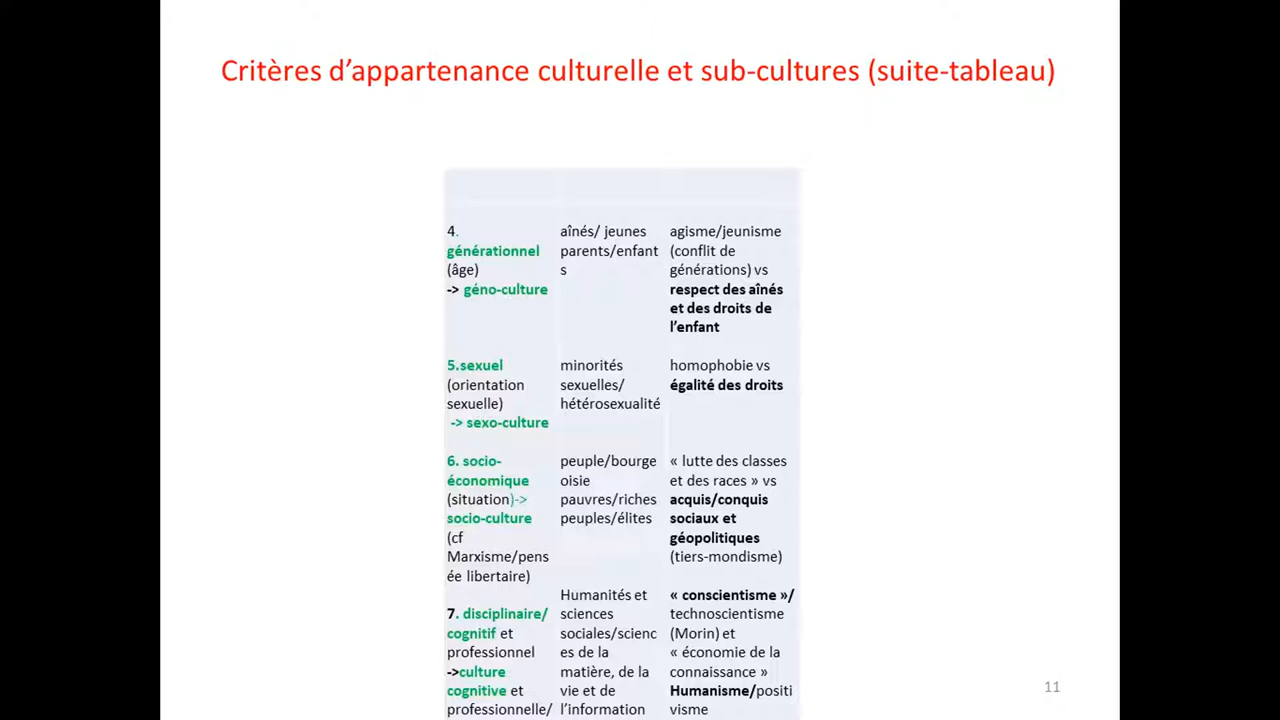 Critères d'appartenance culturelle et sub-cultures (suite-tableau)
4.
générationnel
(âge)
-> géno-culture
aînés/ jeunes
parents/enfant
s
agisme/jeunisme
(conflit de
générations) vs
respect des aînés
et des droits de
l'enfant
5.sexuel
(orientation
sexuelle)
-> sexo-culture
minorités
sexuelles/
hétérosexualité
homophobie vs
égalité des droits
6. socio-
économique
(situation)->
socio-culture
(cf
Marxisme/pens
ée libertaire)
peuple/bourge
oisie
pauvres/riches
peuples/élites
« lutte des classes
et des races » vs
acquis/conquis
sociaux et
géopolitiques
(tiers-mondisme)
7. disciplinaire/
cognitif et
professionnel
->culture
cognitive et
professionnelle/
Humanités et
sciences
sociales/scienc
es de la
matière, de la
vie et de
l'information
« conscientisme »/
technoscientisme
(Morin) et
« économie de la
connaissance »
Humanisme/positi
visme
11